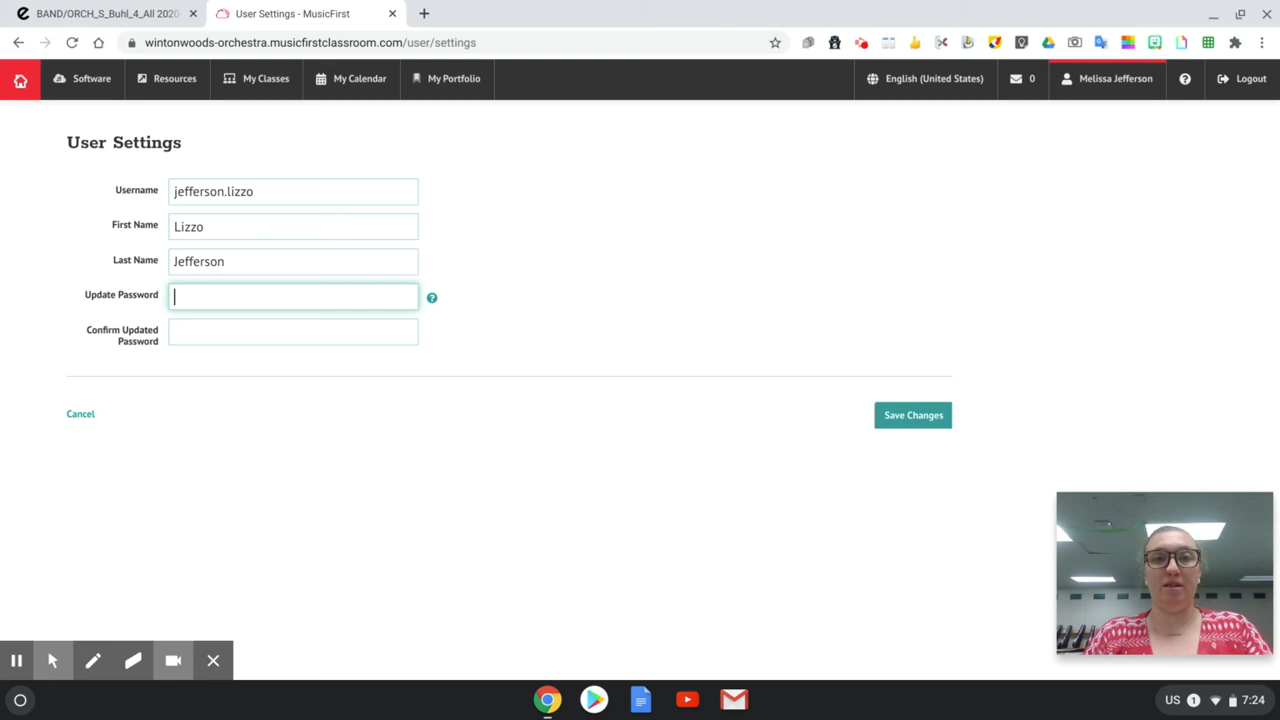 BAND/ORCH_S_Buhl_4_All 2020
User Settings - MusicFirst
wintonwoods-orchestra.musicfirstclassroom.com/user/settings
Software
Resources
My Classes
My Calendar
My Portfolio
English (United States)
0
Melissa Jefferson
?
Logout
User Settings
Username
jefferson.lizzo
First Name
Lizzo
Last Name
Jefferson
Update Password
?
Confirm Updated
Password
Cancel
Save Changes
US
1
7:24